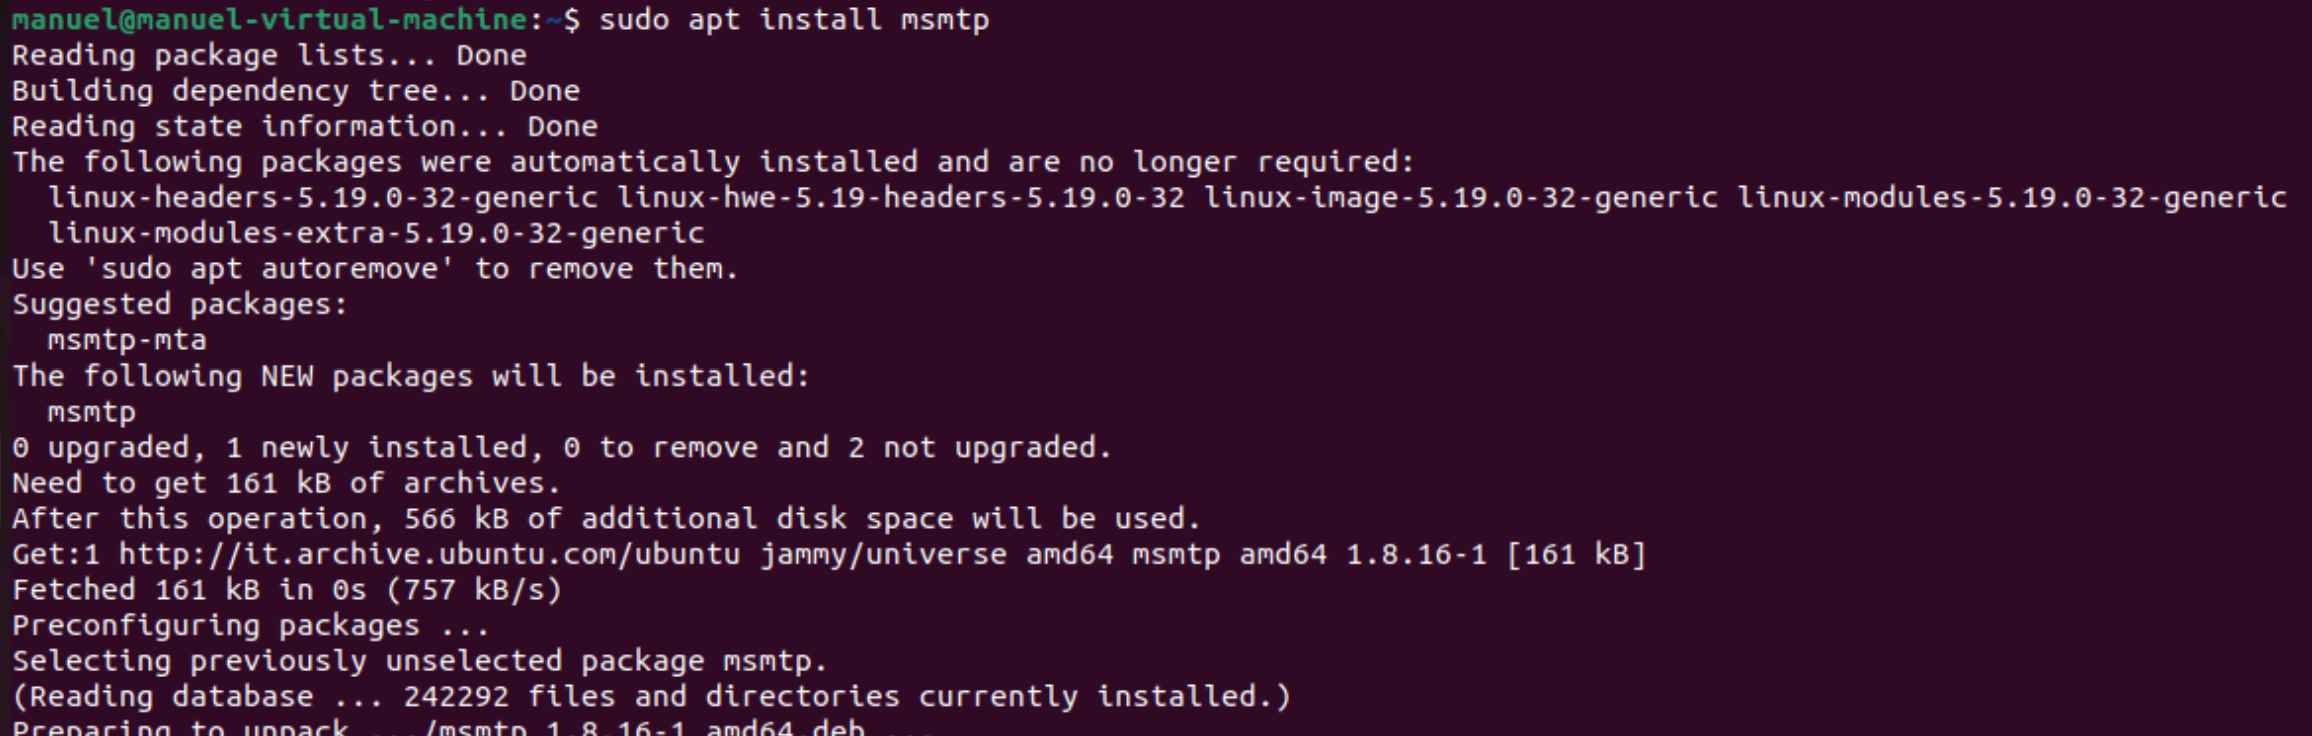 manuel@manuel-virtual-machine:~$ sudo apt install msmtp
Reading package lists... Done
Building dependency tree... Done
Reading state information... Done
The following packages were automatically installed and are no longer required:
  linux-headers-5.19.0-32-generic linux-hwe-5.19-headers-5.19.0-32 linux-image-5.19.0-32-generic linux-modules-5.19.0-32-generic
  linux-modules-extra-5.19.0-32-generic
Use 'sudo apt autoremove' to remove them.
Suggested packages:
  msmtp-mta
The following NEW packages will be installed:
  msmtp
0 upgraded, 1 newly installed, 0 to remove and 2 not upgraded.
Need to get 161 kB of archives.
After this operation, 566 kB of additional disk space will be used.
Get:1 http://it.archive.ubuntu.com/ubuntu jammy/universe amd64 msmtp amd64 1.8.16-1 [161 kB]
Fetched 161 kB in 0s (757 kB/s)
Preconfiguring packages ...
Selecting previously unselected package msmtp.
(Reading database ... 242292 files and directories currently installed.)
Preparing to unpack .../msmtp_1.8.16-1_amd64.deb ...